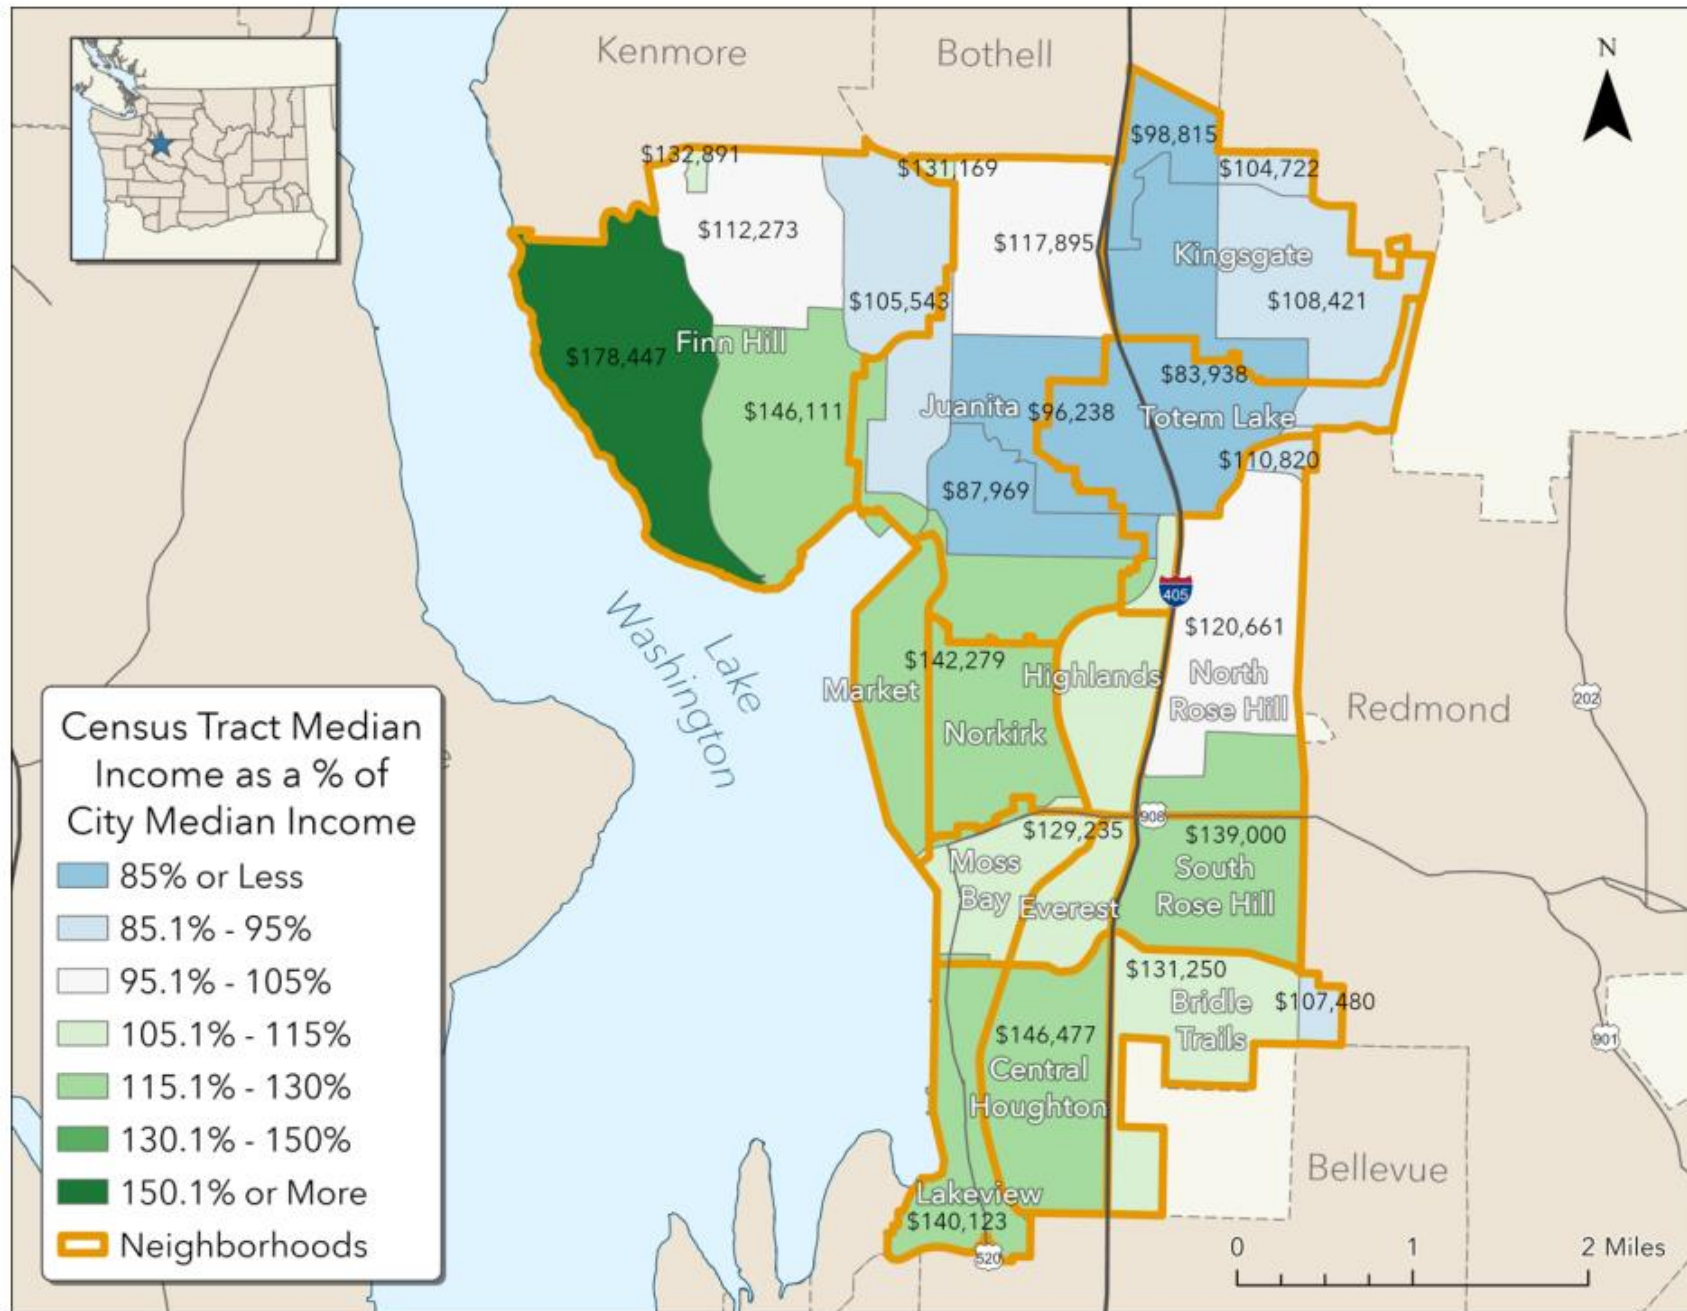 Kenmore
Bothell
N
$98,815
$132,891
$131,169
$104,722
$112,273
$117,895
Kingsgate
$105,543
$108,421
Finn Hill
$178,447
$83,938
$146,111
Juanita
$96,238
Totem Lake
$110,820
$87,969
405
Lake
Washington
$120,661
$142,279
Market
Highlands
North
Rose Hill
Redmond
202
Norkirk
908
$129,235
$139,000
Moss
Bay
Everest
South
Rose Hill
$131,250
Bridle
Trails
$107,480
$146,477
Central
Houghton
901
Bellevue
Lakeview
$140,123
520
Census Tract Median
Income as a % of
City Median Income
85% or Less
85.1% - 95%
95.1% - 105%
105.1% - 115%
115.1% - 130%
130.1% - 150%
150.1% or More
Neighborhoods
0 1 2 Miles